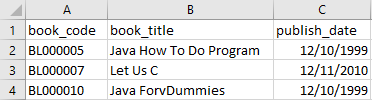 A B C
1 book_code book_title publish_date
2 BL000005 Java How To Do Program 12/10/1999
3 BL000007 Let Us C 12/11/2010
4 BL000010 Java ForvDummies 12/10/1999